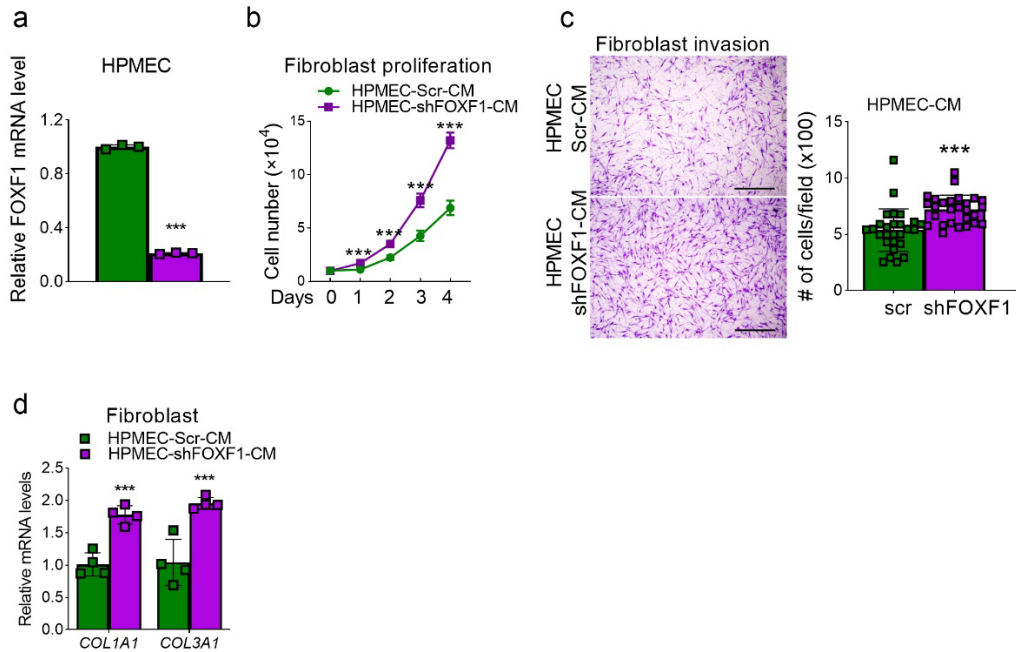 a
HPMEC
Relative FOXF1 mRNA level
1.2
0.8
0.4
0.0
***
b
Fibroblast proliferation
HPMEC-Scr-CM
HPMEC-shFOXF1-CM
Cell number (×10⁴)
15
10
5
***
***
***
***
Days 0 1 2 3 4
c
Fibroblast invasion
HPMEC
Scr-CM
HPMEC
shFOXF1-CM
HPMEC-CM
# of cells/field (x100)
15
10
5
0
***
scr shFOXF1
d
Fibroblast
HPMEC-Scr-CM
HPMEC-shFOXF1-CM
Relative mRNA levels
2.5
2.0
1.5
1.0
0.5
0.0
***
***
COL1A1 COL3A1